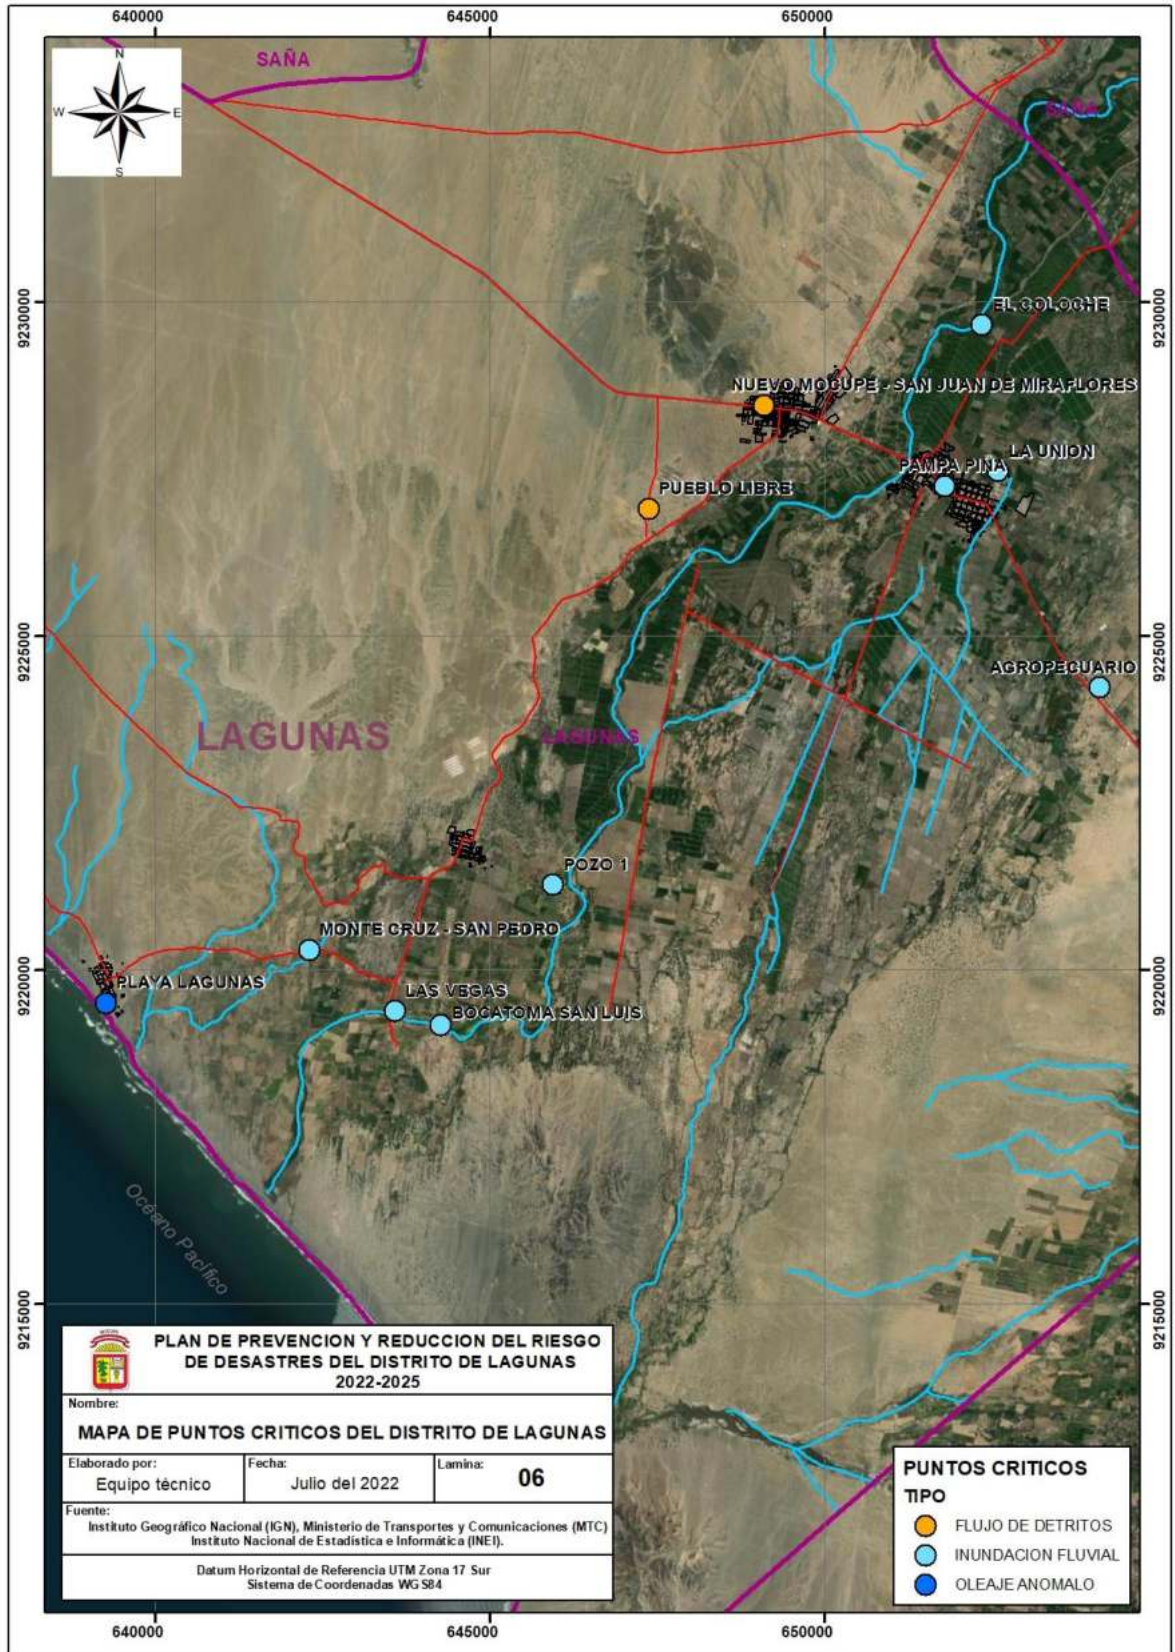 640000
645000
650000
SAÑA
N
W
E
S
SAÑA
9230000
9230000
EL COLOCHE
NUEVO MOCUPE - SAN JUAN DE MIRAFLORES
LA UNION
PAMPA PIÑA
PUEBLO LIBRE
9225000
9225000
AGROPECUARIO
LAGUNAS
LAGUNAS
POZO 1
MONTE CRUZ - SAN PEDRO
9220000
9220000
PLAYA LAGUNAS
LAS VEGAS
BOCATOMA SAN LUIS
Océano Pacífico
9215000
9215000
PLAN DE PREVENCION Y REDUCCION DEL RIESGO
DE DESASTRES DEL DISTRITO DE LAGUNAS
2022-2025
Nombre:
MAPA DE PUNTOS CRITICOS DEL DISTRITO DE LAGUNAS
Elaborado por:
Equipo técnico
Fecha:
Julio del 2022
Lamina:
06
Fuente:
Instituto Geográfico Nacional (IGN), Ministerio de Transportes y Comunicaciones (MTC)
Instituto Nacional de Estadística e Informática (INEI).
Datum Horizontal de Referencia UTM Zona 17 Sur
Sistema de Coordenadas WGS84
PUNTOS CRITICOS
TIPO
FLUJO DE DETRITOS
INUNDACION FLUVIAL
OLEAJE ANOMALO
640000
645000
650000